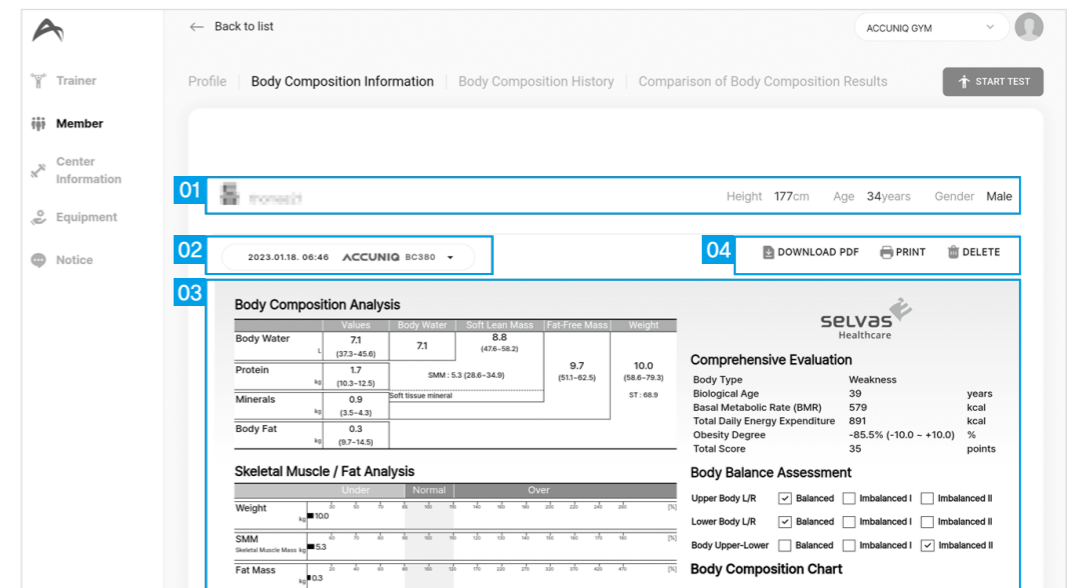 Back to list
ACCUNIQ GYM
Trainer
Member
Center
Information
Equipment
Notice
Profile
Body Composition Information
Body Composition History
Comparison of Body Composition Results
START TEST
01
Height 177cm Age 34years Gender Male
02
2023.01.18. 06:46 ACCUNIQ BC380
04
DOWNLOAD PDF PRINT DELETE
03
Body Composition Analysis
Values Body Water Soft Lean Mass Fat-Free Mass Weight
Body Water L 7.1 (37.3~45.6) 7.1 8.8 (47.6~58.2)
Protein kg 1.7 (10.3~12.5) SMM : 5.3 (28.6~34.9) 9.7 (51.1~62.5) 10.0 (58.6~79.3)
Minerals kg 0.9 (3.5~4.3) Soft tissue mineral ST : 68.9
Body Fat kg 0.3 (9.7~14.5)
Skeletal Muscle / Fat Analysis
Under Normal Over
Weight kg 10.0 [%]
SMM
Skeletal Muscle Mass kg 5.3 [%]
Fat Mass kg 0.3 [%]
SELVAS
Healthcare
Comprehensive Evaluation
Body Type Weakness
Biological Age 39 years
Basal Metabolic Rate (BMR) 579 kcal
Total Daily Energy Expenditure 891 kcal
Obesity Degree -85.5% (-10.0 ~ +10.0) %
Total Score 35 points
Body Balance Assessment
Upper Body L/R Balanced Imbalanced I Imbalanced II
Lower Body L/R Balanced Imbalanced I Imbalanced II
Body Upper-Lower Balanced Imbalanced I Imbalanced II
Body Composition Chart